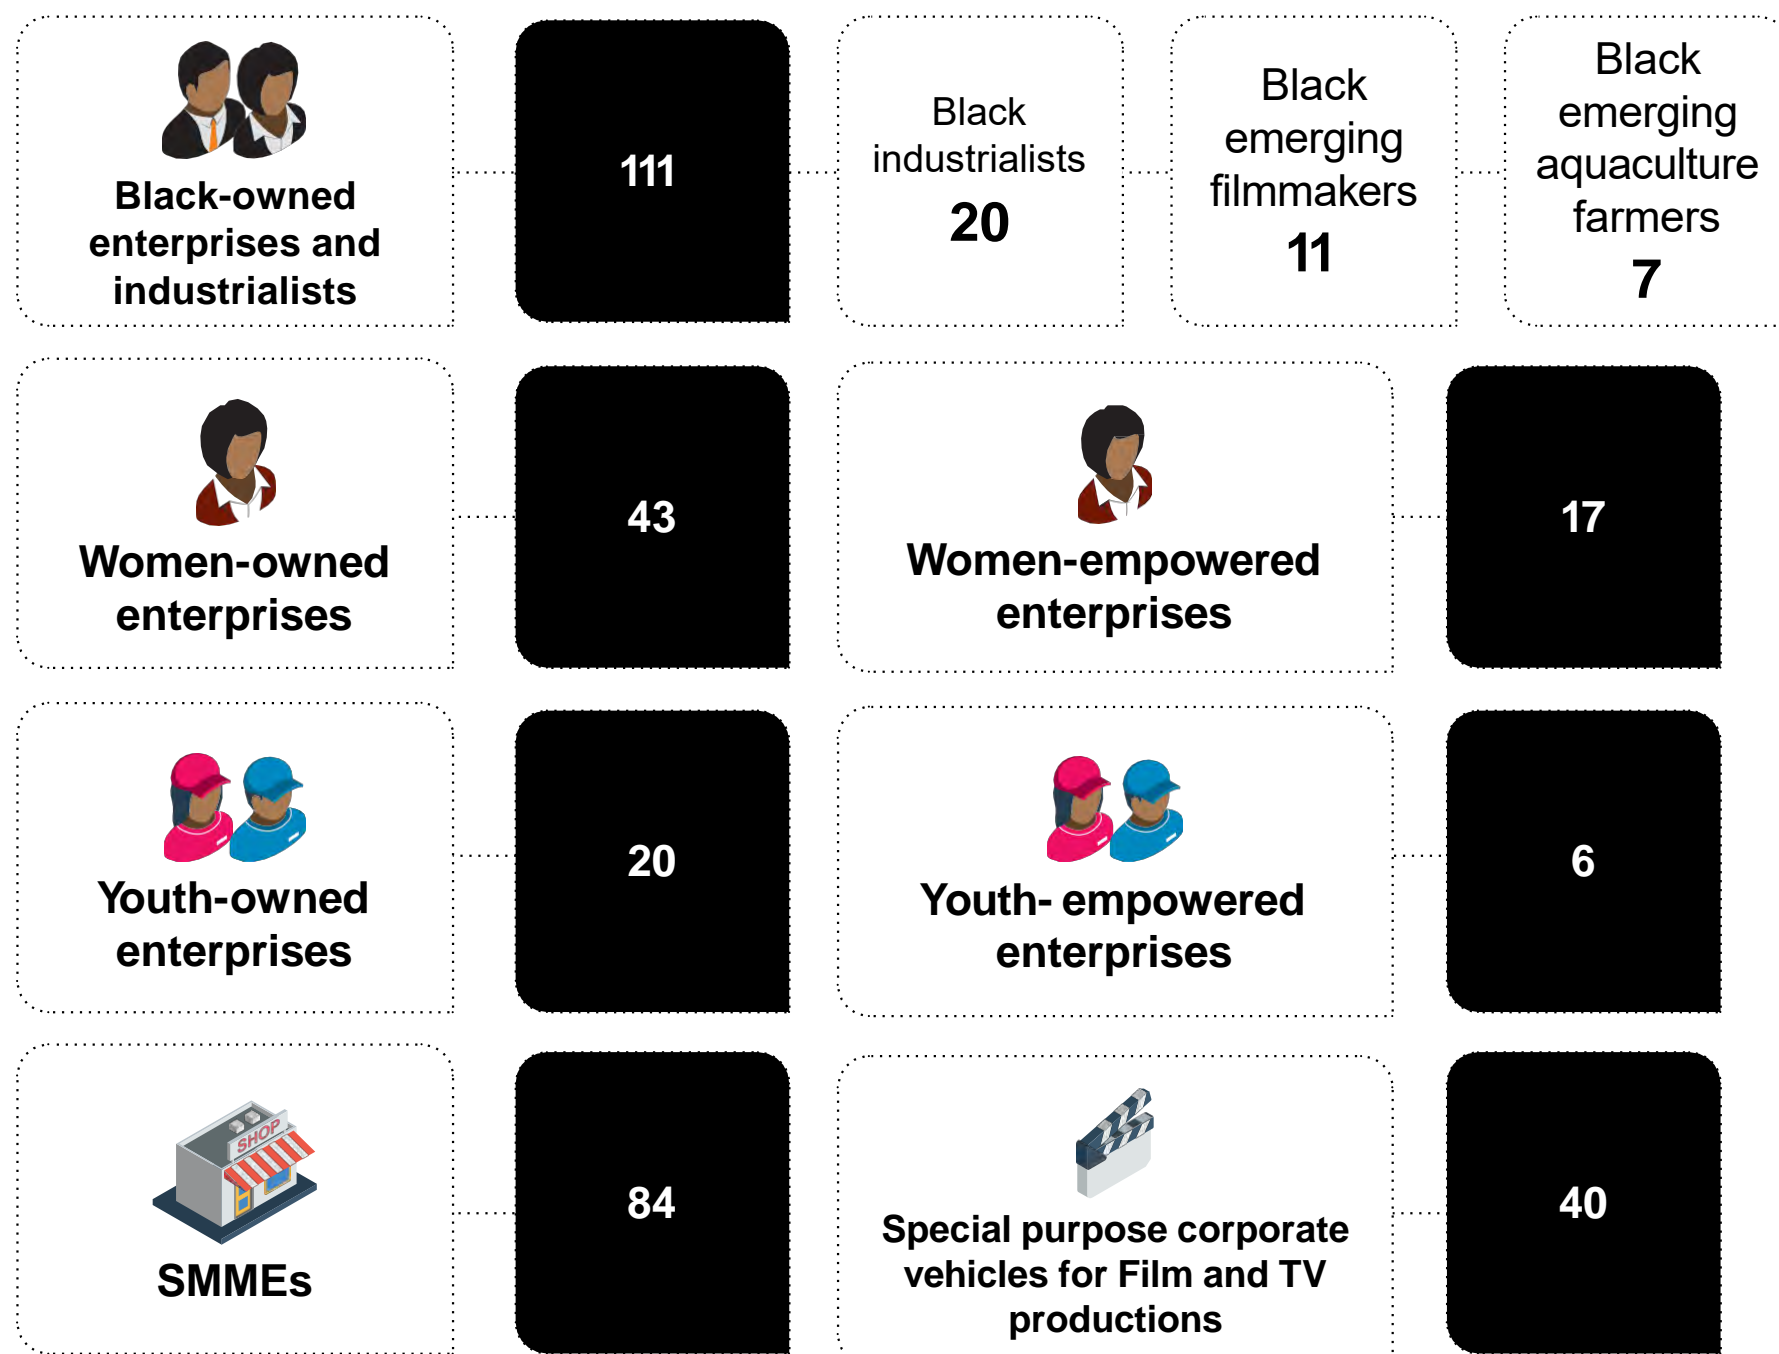 Black-owned
enterprises and
industrialists
111
Black
industrialists
20
Black
emerging
filmmakers
11
Black
emerging
aquaculture
farmers
7
Women-owned
enterprises
43
Women-empowered
enterprises
17
Youth-owned
enterprises
20
Youth- empowered
enterprises
6
SHOP
SMMEs
84
Special purpose corporate
vehicles for Film and TV
productions
40